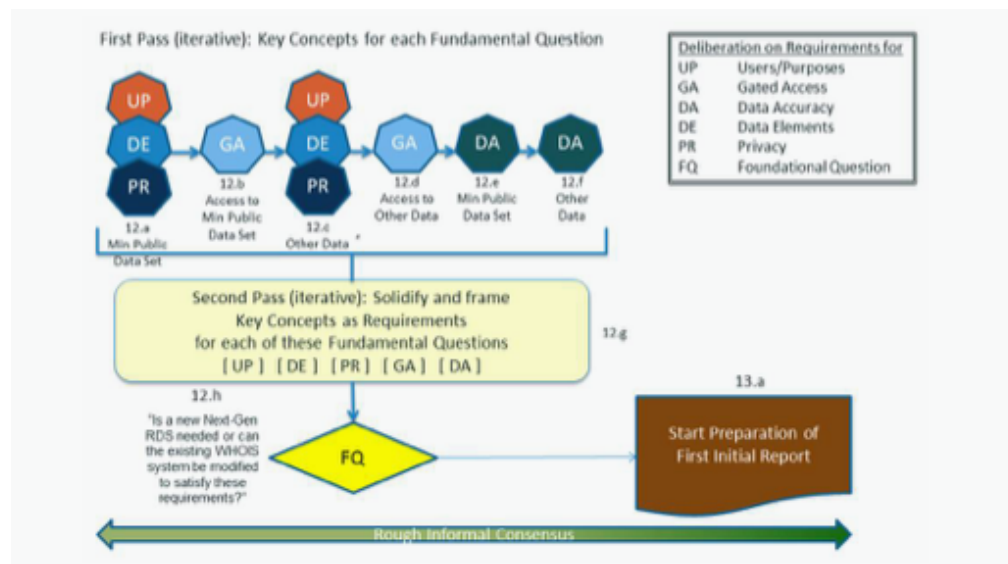 First Pass (iterative): Key Concepts for each Fundamental Question
Deliberation on Requirements for
UP Users/Purposes
GA Gated Access
DA Data Accuracy
DE Data Elements
PR Privacy
FQ Foundational Question
UP
DE
PR
12.a
Min Public
Data Set
GA
12.b
Access to
Min Public
Data Set
UP
DE
PR
12.c
Other Data
GA
12.d
Access to
Other Data
DA
12.e
Min Public
Data Set
DA
12.f
Other
Data
Second Pass (iterative): Solidify and frame
Key Concepts as Requirements
for each of these Fundamental Questions
[ UP ] [ DE ] [ PR ] [ GA ] [ DA ]
12.g
12.h
"Is a new Next-Gen
RDS needed or can
the existing WHOIS
system be modified
to satisfy these
requirements?"
FQ
13.a
Start Preparation of
First Initial Report
Rough Informal Consensus